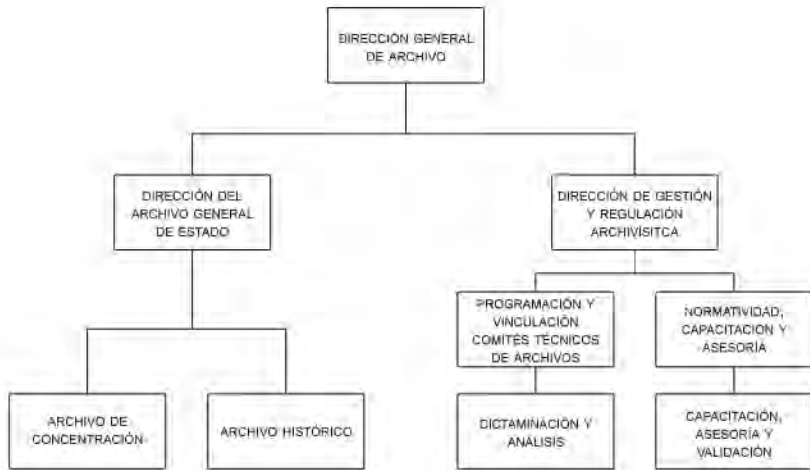 DIRECCIÓN GENERAL
DE ARCHIVO
DIRECCIÓN DEL
ARCHIVO GENERAL
DE ESTADO
DIRECCIÓN DE GESTIÓN
Y REGULACIÓN
ARCHIVÍSITCA
PROGRAMACIÓN Y
VINCULACIÓN
COMITÉS TÉCNICOS
DE ARCHIVOS
NORMATIVIDAD,
CAPACITACION Y
ASESORÍA
ARCHIVO DE
CONCENTRACIÓN
ARCHIVO HISTÓRICO
DICTAMINACIÓN Y
ANÁLISIS
CAPACITACIÓN,
ASESORÍA Y
VALIDACIÓN